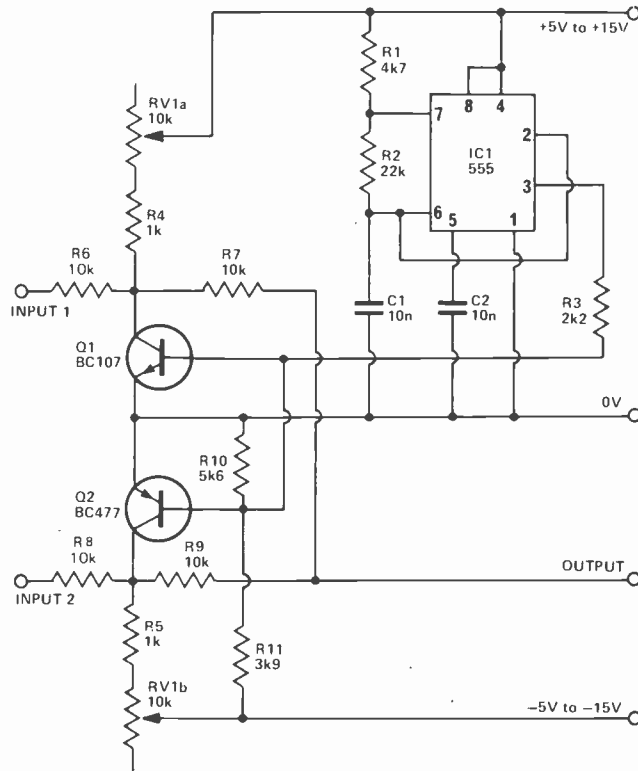 +5V to +15V
R1
4k7
RV1a
10k
8
4
7
2
R2
22k
IC1
555
3
6
5
1
R4
1k
R6
10k
R7
10k
INPUT 1
C1
10n
C2
10n
R3
2k2
Q1
BC107
0V
R10
5k6
Q2
BC477
R8
10k
R9
10k
OUTPUT
INPUT 2
R5
1k
R11
3k9
RV1b
10k
−5V to −15V